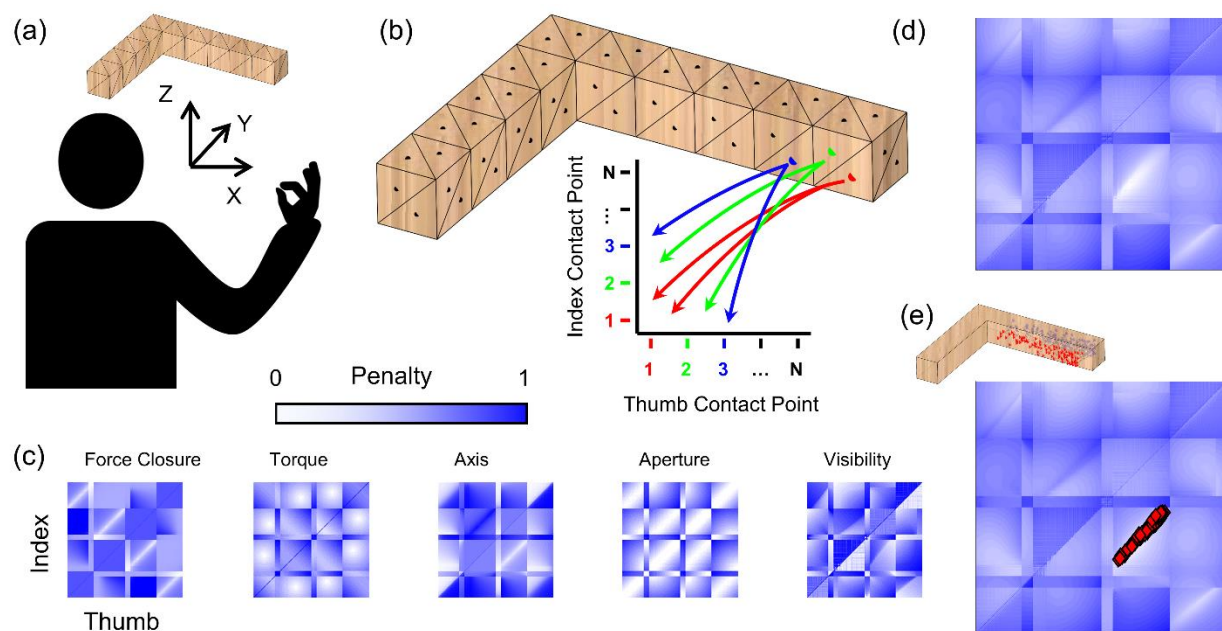 (a)
Z
Y
X
(b)
N
...
3
2
1
Index Contact Point
1 2 3 ... N
Thumb Contact Point
0 Penalty 1
(c)
Force Closure Torque Axis Aperture Visibility
Index
Thumb
(d)
(e)